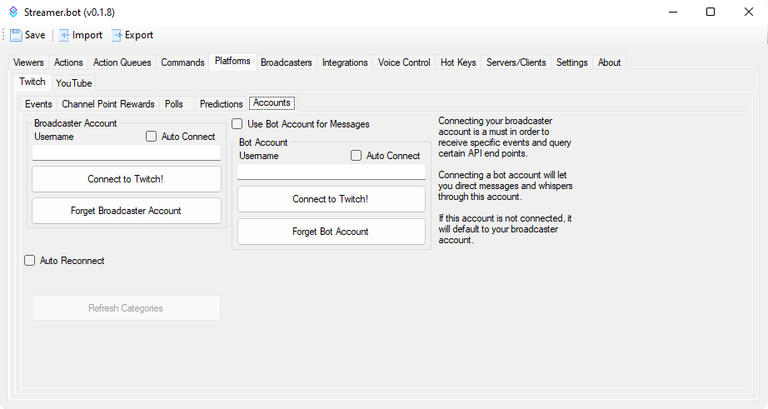 Streamer.bot (v0.1.8)
Save Import Export
Viewers Actions Action Queues Commands Platforms Broadcasters Integrations Voice Control Hot Keys Servers/Clients Settings About
Twitch YouTube
Events Channel Point Rewards Polls Predictions Accounts
Broadcaster Account
Username Auto Connect
Connect to Twitch!
Forget Broadcaster Account
Auto Reconnect
Refresh Categories
Use Bot Account for Messages
Bot Account
Username Auto Connect
Connect to Twitch!
Forget Bot Account
Connecting your broadcaster
account is a must in order to
receive specific events and query
certain API end points.
Connecting a bot account will let
you direct messages and whispers
through this account.
If this account is not connected, it
will default to your broadcaster
account.